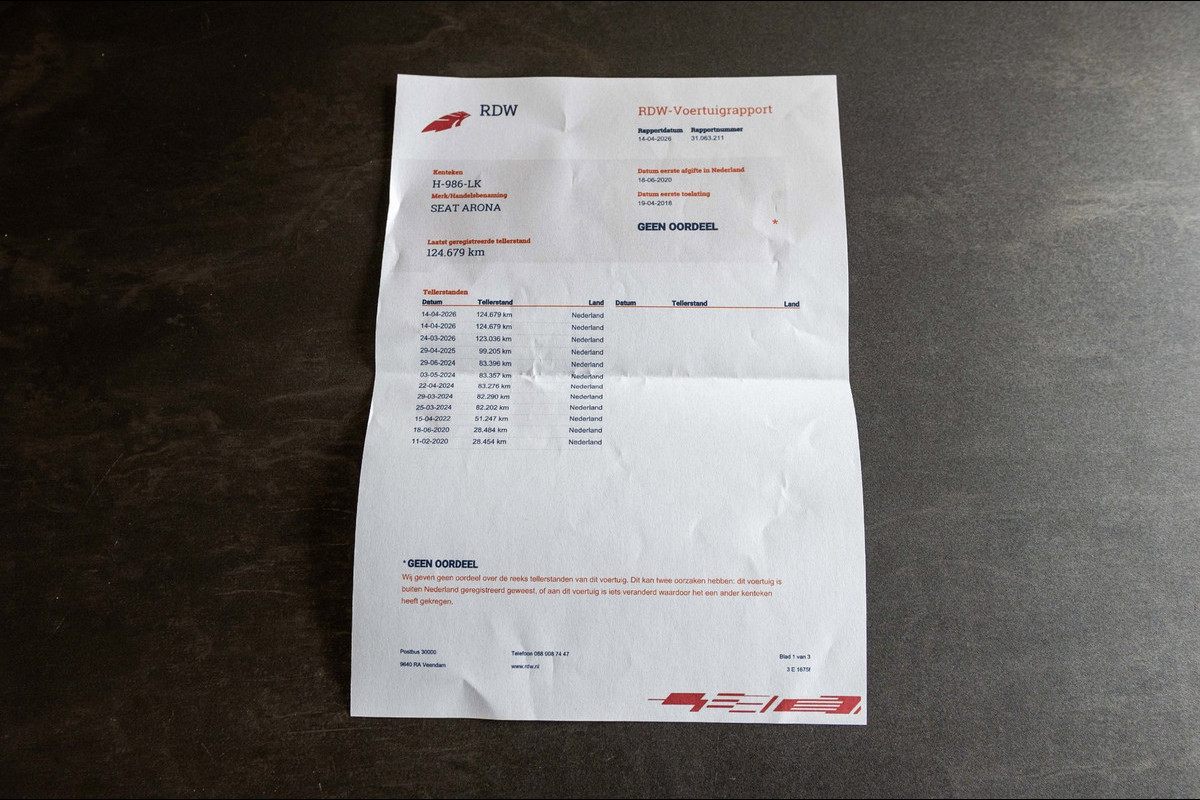 RDW
RDW-Voertuigrapport
Rapportdatum Rapportnummer
14-04-2026 31.063.211
Kenteken
H-986-LK
Merk/Handelsbenaming
SEAT ARONA
Laatst geregistreerde tellerstand
124.679 km
Datum eerste afgifte in Nederland
18-06-2020
Datum eerste toelating
19-04-2018
GEEN OORDEEL *
Tellerstanden
Datum Tellerstand Land Datum Tellerstand Land
14-04-2026 124.679 km Nederland
14-04-2026 124.679 km Nederland
24-03-2026 123.036 km Nederland
29-04-2025 99.205 km Nederland
29-08-2024 83.396 km Nederland
03-05-2024 83.357 km Nederland
22-04-2024 83.276 km Nederland
29-03-2024 82.290 km Nederland
25-03-2024 82.202 km Nederland
15-04-2022 51.247 km Nederland
18-06-2020 28.484 km Nederland
11-02-2020 28.454 km Nederland
* GEEN OORDEEL
Wij geven geen oordeel over de reeks tellerstanden van dit voertuig. Dit kan twee oorzaken hebben: dit voertuig is
buiten Nederland geregistreerd geweest, of aan dit voertuig is iets veranderd waardoor het een ander kenteken
heeft gekregen.
Postbus 30000
9640 RA Veendam
Telefoon 088 008 74 47
www.rdw.nl
Blad 1 van 3
3 E 1675f